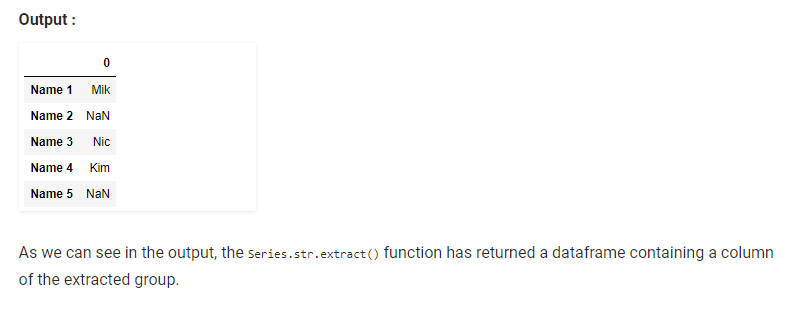 Output :
0
Name 1 Mik
Name 2 NaN
Name 3 Nic
Name 4 Kim
Name 5 NaN
As we can see in the output, the Series.str.extract() function has returned a dataframe containing a column
of the extracted group.